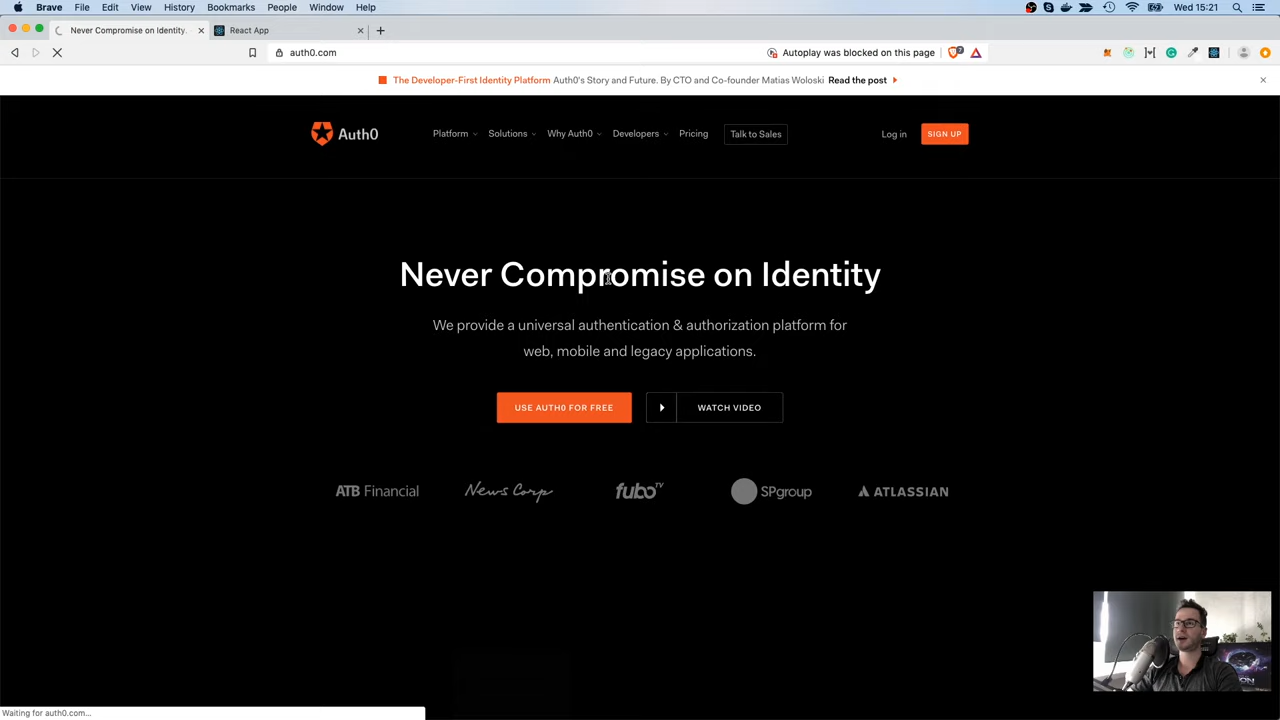 Brave File Edit View History Bookmarks People Window Help Wed 15:21
Never Compromise on Identity. React App
auth0.com Autoplay was blocked on this page
The Developer-First Identity Platform Auth0's Story and Future. By CTO and Co-founder Matias Woloski Read the post
Auth0 Platform Solutions Why Auth0 Developers Pricing Talk to Sales Log in SIGN UP
Never Compromise on Identity
We provide a universal authentication & authorization platform for
web, mobile and legacy applications.
USE AUTH0 FOR FREE WATCH VIDEO
ATB Financial News Corp fubo TV SPgroup ATLASSIAN
Waiting for auth0.com...